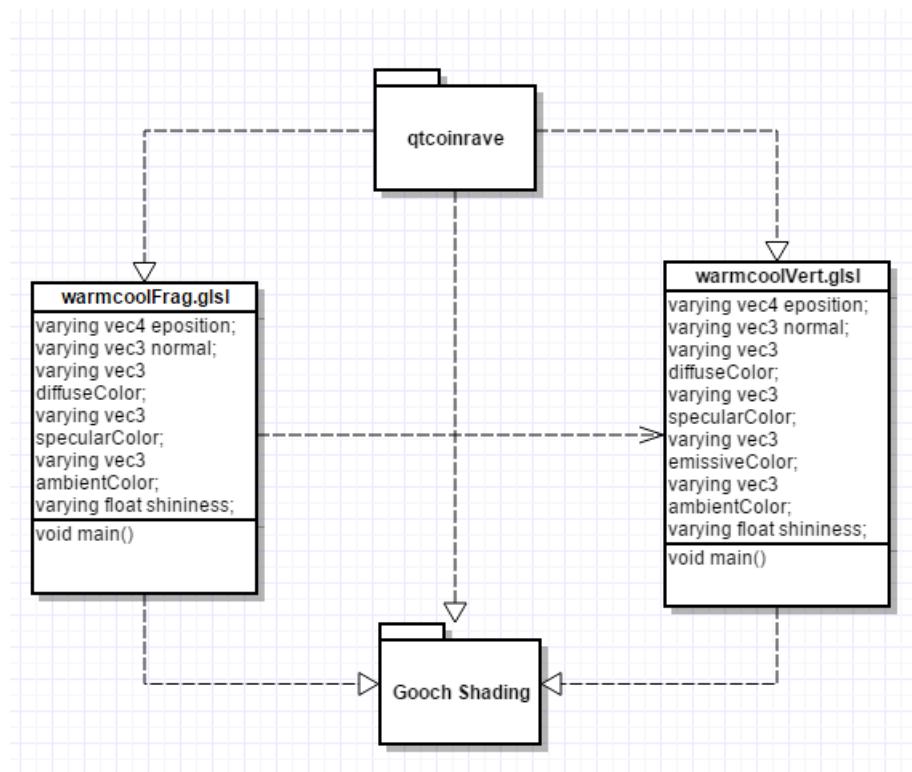 qtcoinrave
warmcoolFrag.glsl
varying vec4 eposition;
varying vec3 normal;
varying vec3
diffuseColor;
varying vec3
specularColor;
varying vec3
ambientColor;
varying float shininess;
void main()
warmcoolVert.glsl
varying vec4 eposition;
varying vec3 normal;
varying vec3
diffuseColor;
varying vec3
specularColor;
varying vec3
emissiveColor;
varying vec3
ambientColor;
varying float shininess;
void main()
Gooch Shading